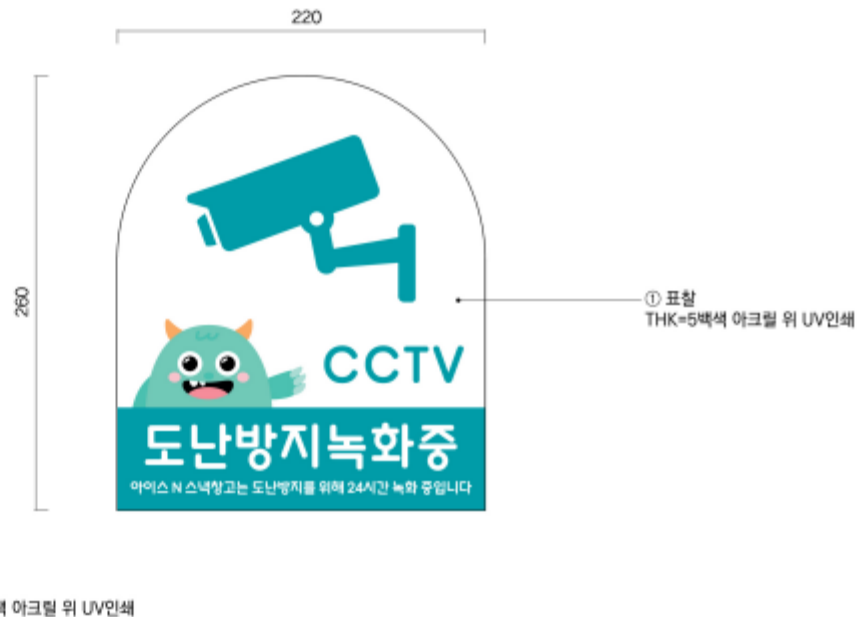 220
260
① 표찰
THK=5백색 아크릴 위 UV인쇄
CCTV
도난방지녹화중
아이스 N 스낵창고는 도난방지를 위해 24시간 녹화 중입니다
아크릴 위 UV인쇄